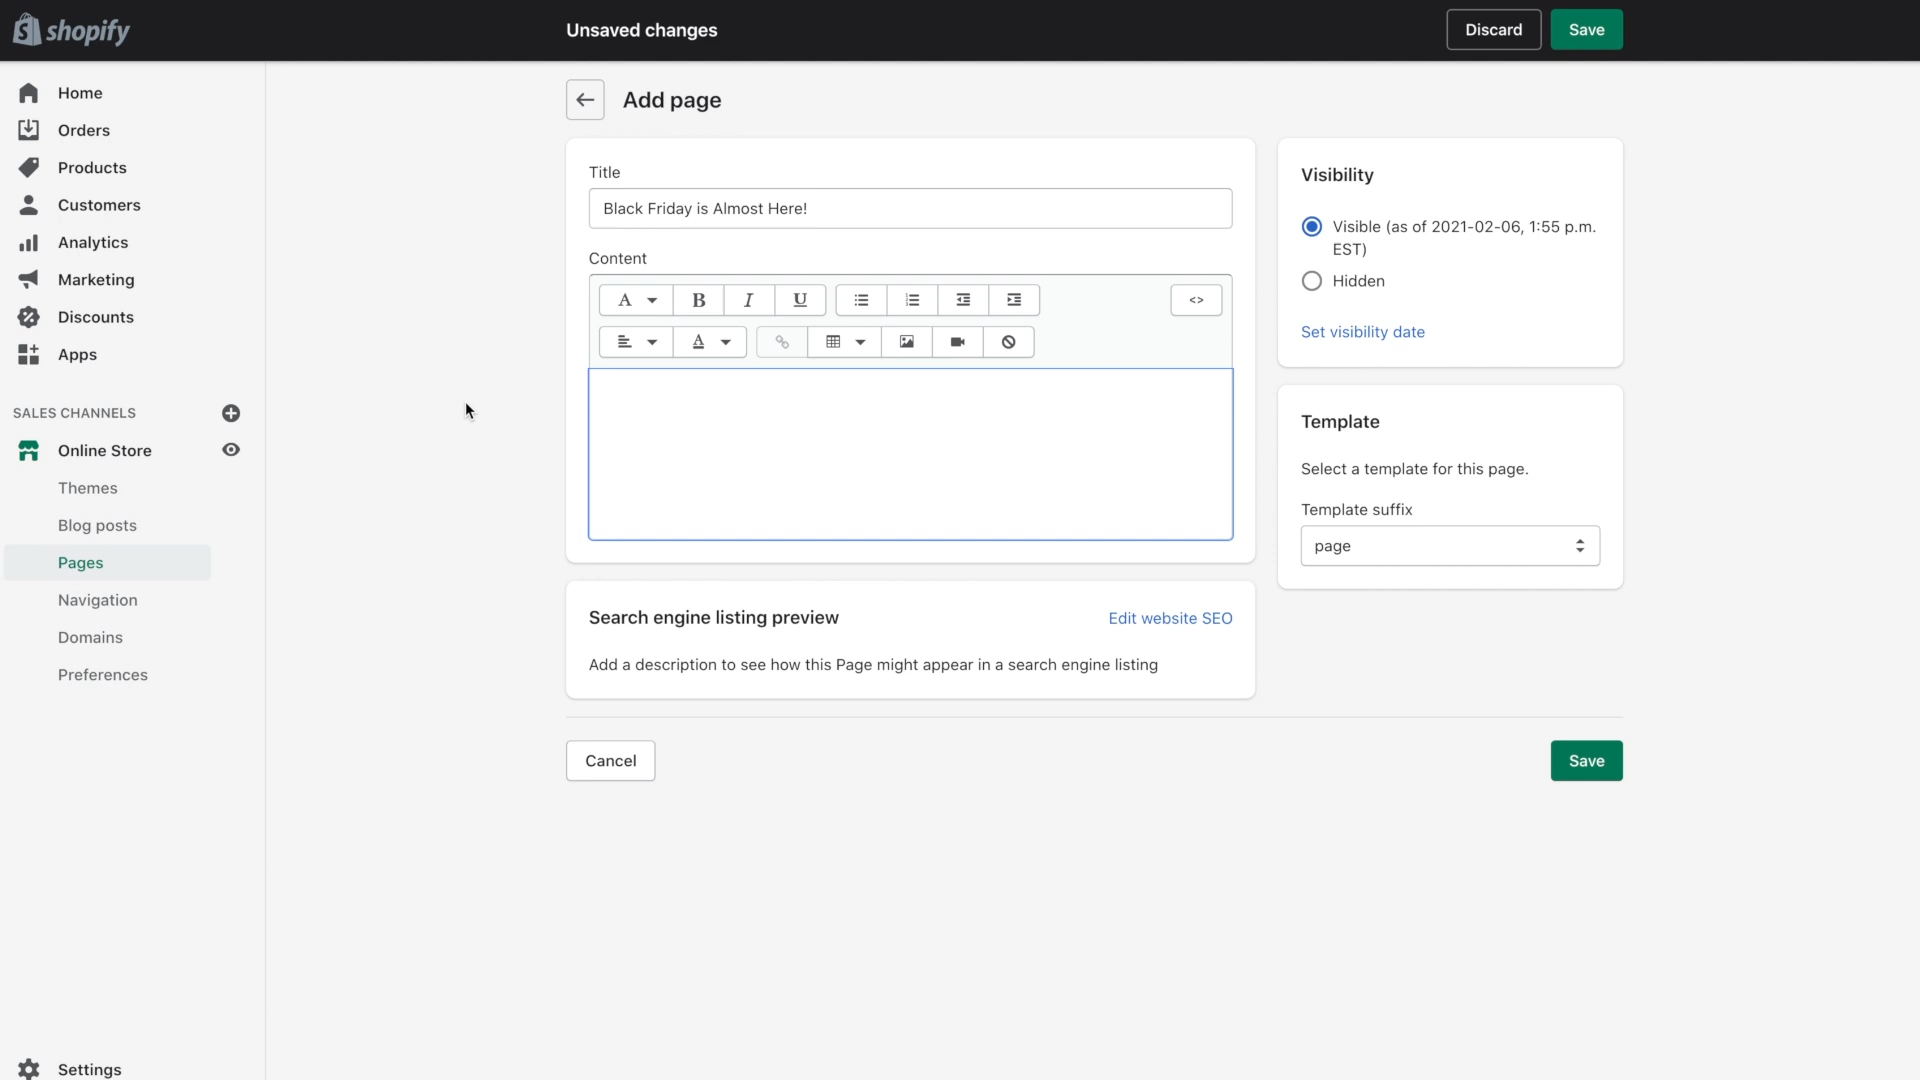 shopify
Unsaved changes
Discard
Save
Home
Orders
Products
Customers
Analytics
Marketing
Discounts
Apps
SALES CHANNELS
Online Store
Themes
Blog posts
Pages
Navigation
Domains
Preferences
Settings
Add page
Title
Black Friday is Almost Here!
Content
A
B
I
U
<>
A
Search engine listing preview
Edit website SEO
Add a description to see how this Page might appear in a search engine listing
Visibility
Visible (as of 2021-02-06, 1:55 p.m.
EST)
Hidden
Set visibility date
Template
Select a template for this page.
Template suffix
page
Cancel
Save